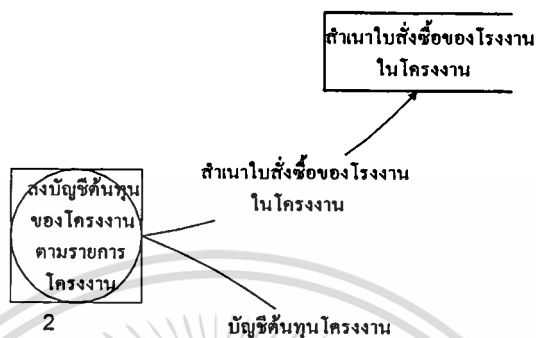 สำเนาใบสั่งซื้อของโรงงาน
ในโครงงาน
สำเนาใบสั่งซื้อของโรงงาน
ในโครงงาน
ลงบัญชีต้นทุน
ของโครงงาน
ตามรายการ
โครงงาน
2
บัญชีต้นทุนโครงงาน